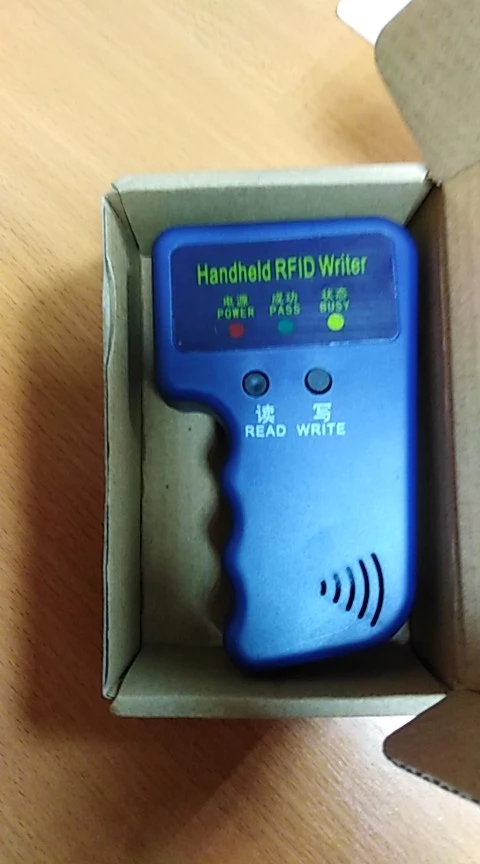 Handheld RFID Writer
电源 成功 状态
POWER PASS BUSY
读 写
READ WRITE